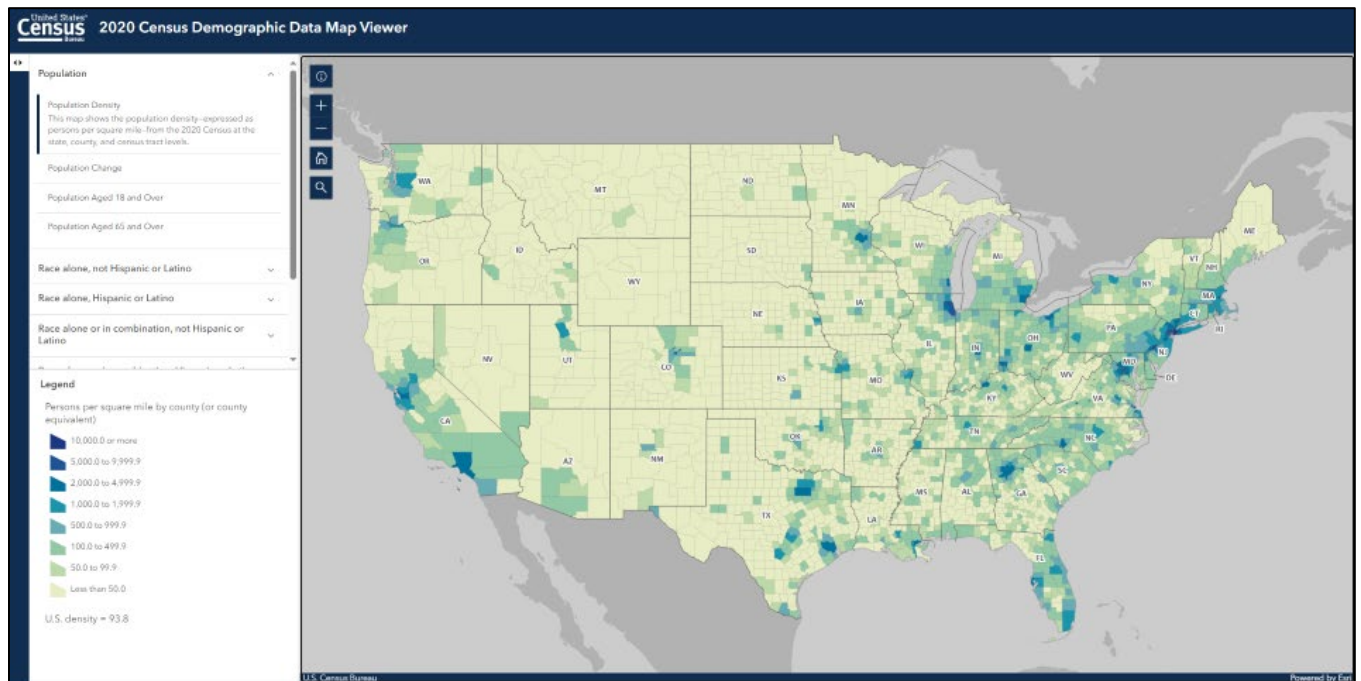 United States®
Census
Bureau
2020 Census Demographic Data Map Viewer
Population
Population Density
This map shows the population density--expressed as
persons per square mile--from the 2020 Census at the
state, county, and census tract levels.
Population Change
Population Aged 18 and Over
Population Aged 65 and Over
Race alone, not Hispanic or Latino
Race alone, Hispanic or Latino
Race alone or in combination, not Hispanic or
Latino
Legend
Persons per square mile by county (or county
equivalent)
10,000.0 or more
5,000.0 to 9,999.9
2,000.0 to 4,999.9
1,000.0 to 1,999.9
500.0 to 999.9
100.0 to 499.9
50.0 to 99.9
Less than 50.0
U.S. density = 93.8
WA
MT
ND
MN
ME
OR
ID
SD
WI
MI
VT
NH
WY
NY
MA
CT
RI
IA
NE
PA
NJ
NV
UT
CO
IL
IN
OH
MD
DE
WV
KS
MO
KY
VA
CA
TN
NC
AZ
NM
OK
AR
SC
MS
AL
GA
TX
LA
FL
U.S. Census Bureau
Powered by Esri